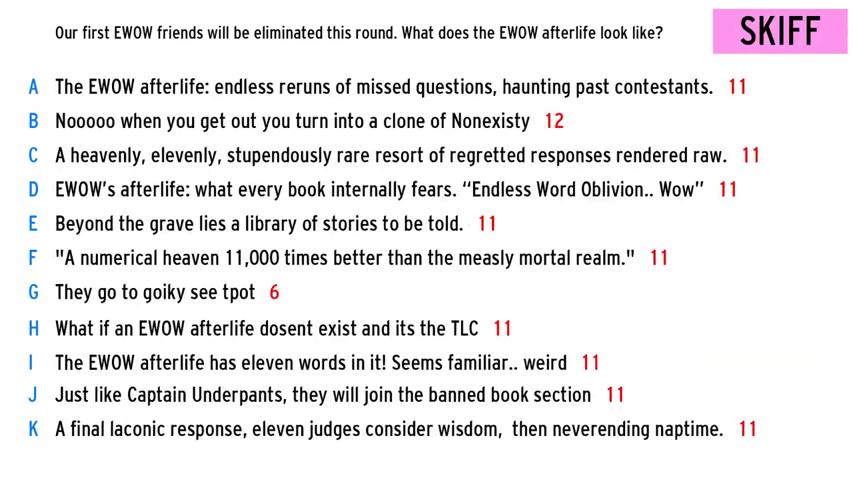 Our first EWOW friends will be eliminated this round. What does the EWOW afterlife look like?
SKIFF
A The EWOW afterlife: endless reruns of missed questions, haunting past contestants. 11
B Nooooo when you get out you turn into a clone of Nonexisty 12
C A heavenly, elevenly, stupendously rare resort of regretted responses rendered raw. 11
D EWOW's afterlife: what every book internally fears. “Endless Word Oblivion.. Wow” 11
E Beyond the grave lies a library of stories to be told. 11
F "A numerical heaven 11,000 times better than the measly mortal realm." 11
G They go to goiky see tpot 6
H What if an EWOW afterlife dosent exist and its the TLC 11
I The EWOW afterlife has eleven words in it! Seems familiar.. weird 11
J Just like Captain Underpants, they will join the banned book section 11
K A final laconic response, eleven judges consider wisdom, then neverending naptime. 11